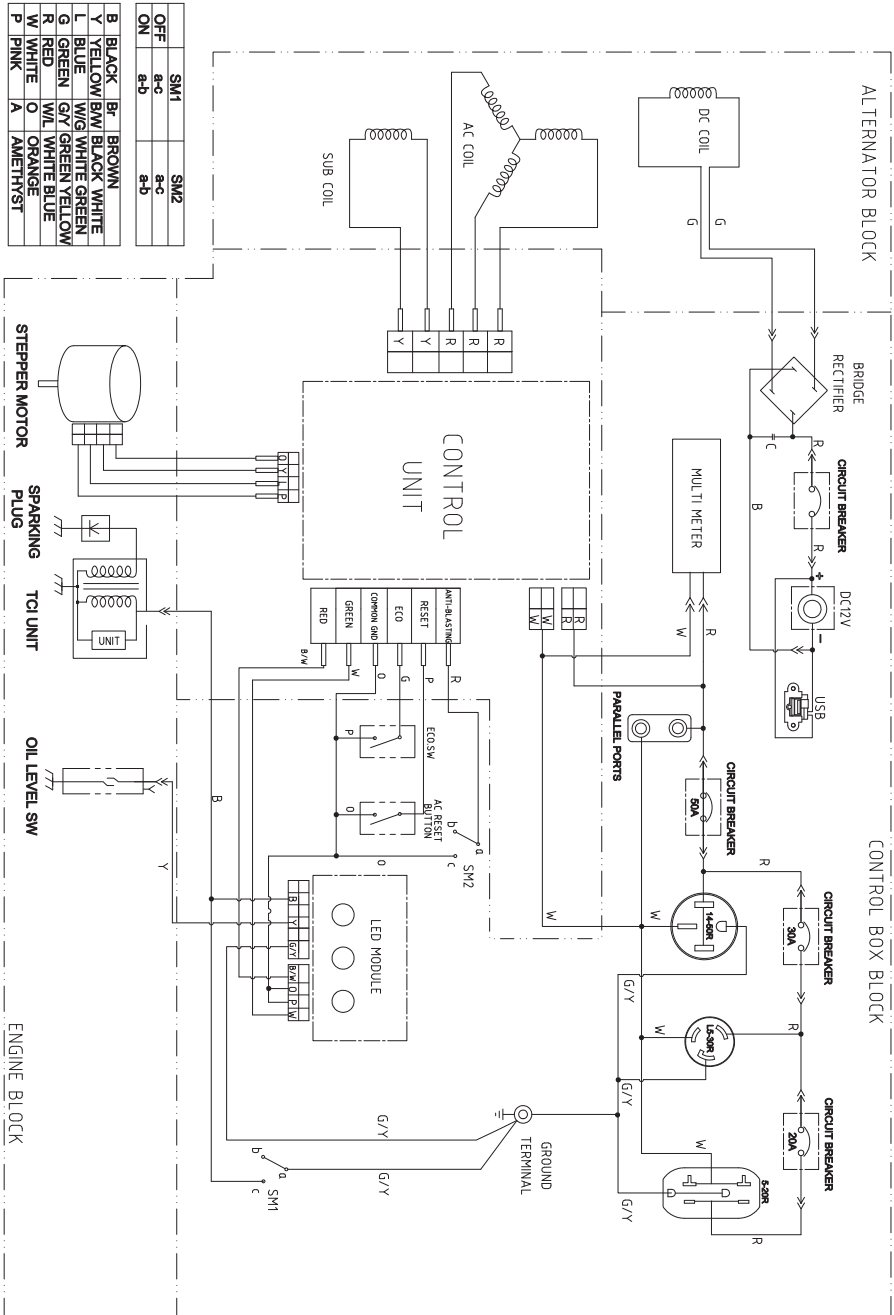 ALTERNATOR BLOCK
CONTROL BOX BLOCK
ENGINE BLOCK
DC COIL
G
G
AC COIL
SUB COIL
BRIDGE
RECTIFIER
C
R
CIRCUIT BREAKER
R
B
+
DC12V
−
USB
MULTI METER
R
W
R
R
R
Y
Y
CONTROL
UNIT
R
R
W
W
PARALLEL PORTS
CIRCUIT BREAKER
50A
R
CIRCUIT BREAKER
30A
R
CIRCUIT BREAKER
20A
R
14-50R
L5-30R
5-20R
W
W
W
W
G/Y
G/Y
G/Y
GROUND
TERMINAL
G/Y
G/Y
ANTI-BLASTING
RESET
ECO
COMMON GND
GREEN
RED
R
P
G
O
W
B/W
ECO.SW
P
AC RESET
BUTTON
O
O
a
b
c
SM2
LED MODULE
B
Y
G/Y
B/W
O
P
W
a
b
c
SM1
O
Y
L
P
STEPPER MOTOR
SPARKING
PLUG
TCI UNIT
UNIT
OIL LEVEL SW
Y
Y
B
SM1 SM2
OFF a-c a-c
ON a-b a-b
B BLACK Br BROWN
Y YELLOW B/W BLACK WHITE
L BLUE W/G WHITE GREEN
G GREEN G/Y GREEN YELLOW
R RED W/L WHITE BLUE
W WHITE O ORANGE
P PINK A AMETHYST